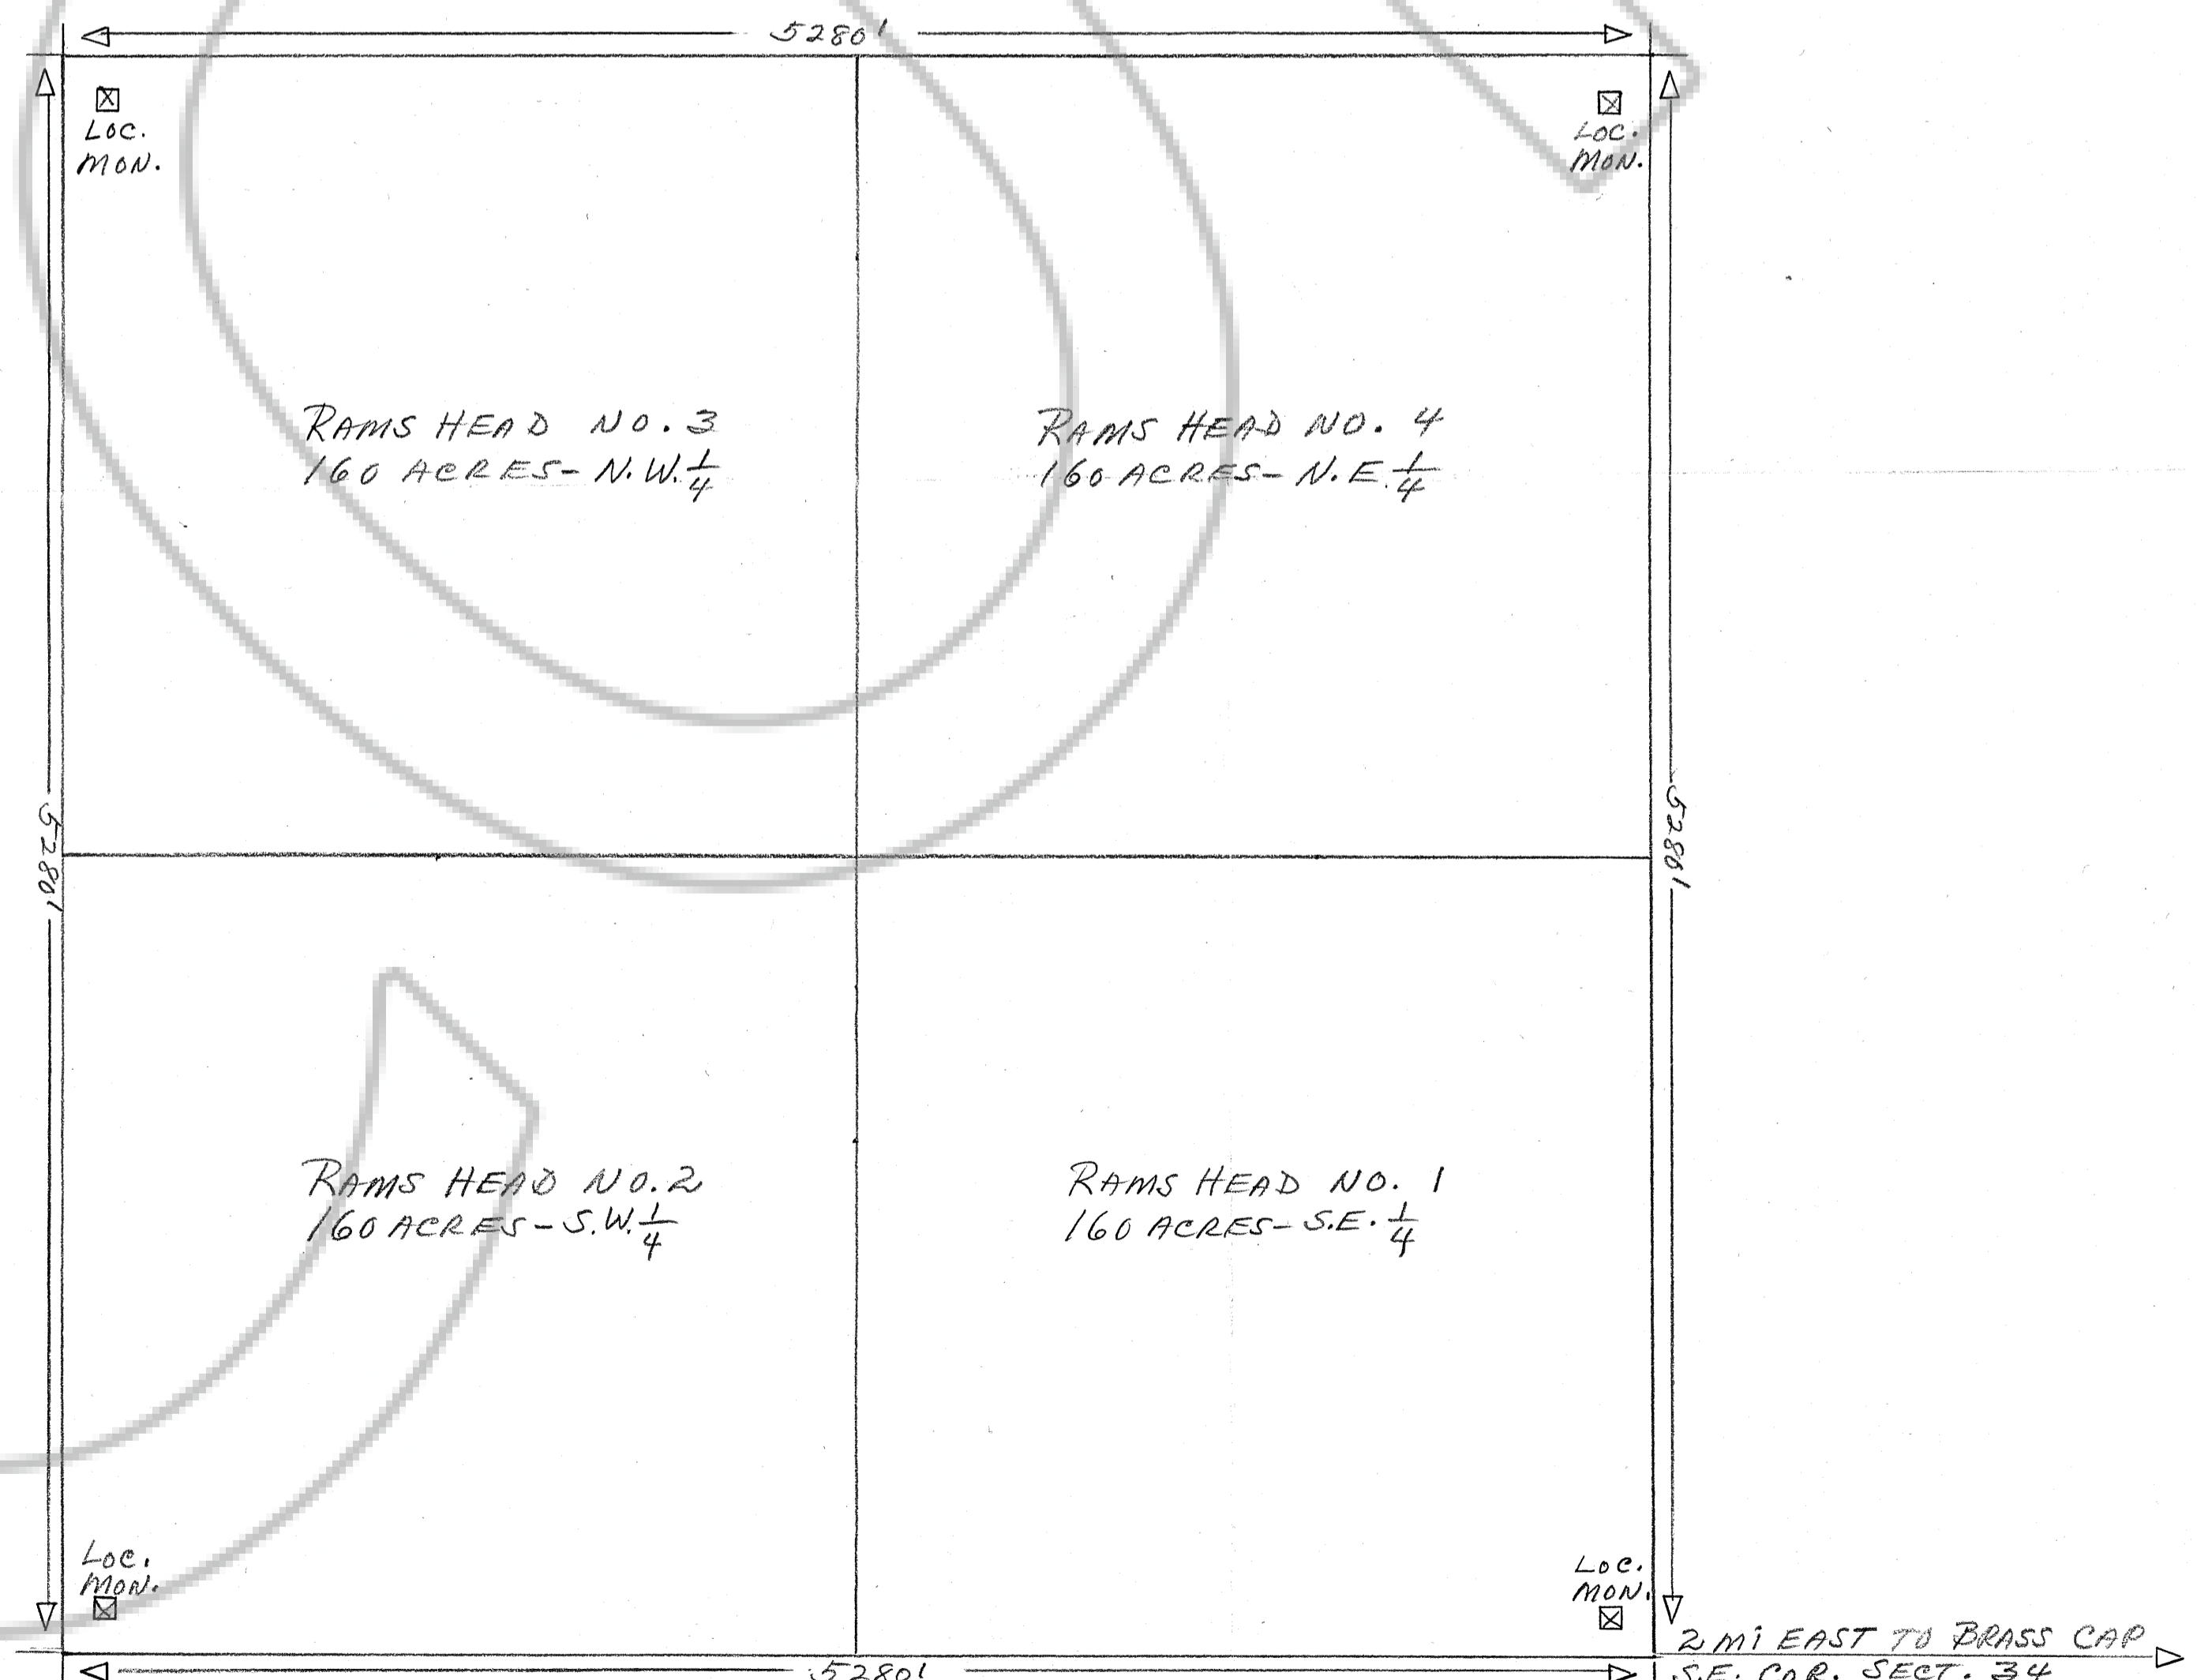 5280'
LOC.
MON.
LOC.
MON.
RAMS HEAD NO. 3
160 ACRES- N.W. 1/4
RAMS HEAD NO. 4
160 ACRES- N.E. 1/4
5280'
5280'
RAMS HEAD NO. 2
160 ACRES- S.W. 1/4
RAMS HEAD NO. 1
160 ACRES- S.E. 1/4
LOC.
MON.
LOC.
MON.
2 Mi EAST TO BRASS CAP
S.E. COR. SECT. 34
5280'